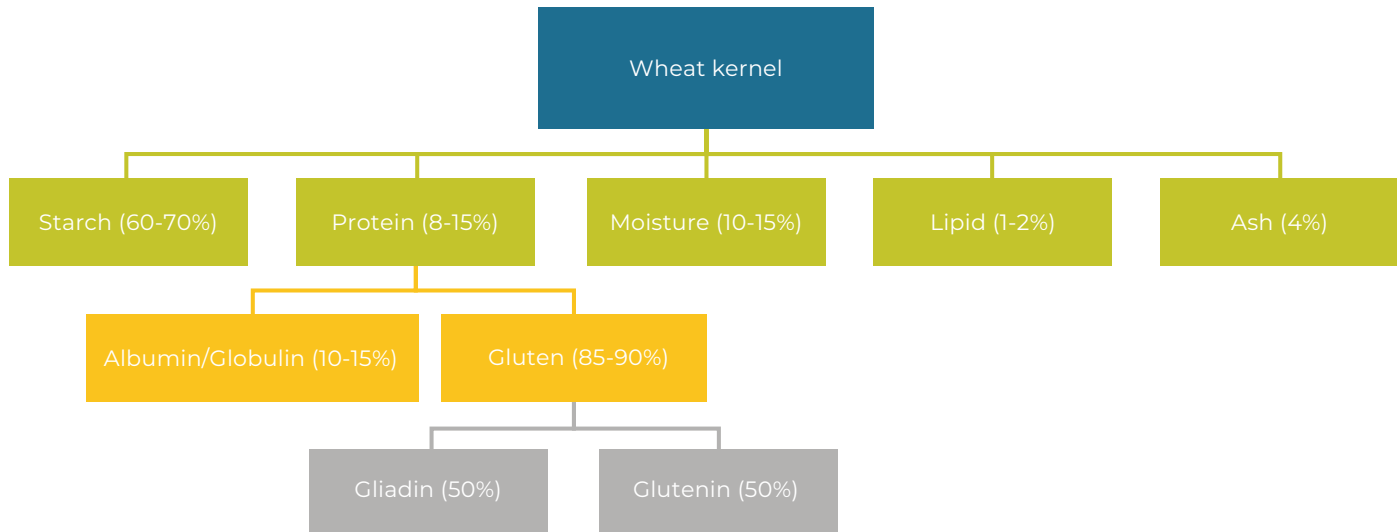 Wheat kernel
Starch (60-70%)
Protein (8-15%)
Moisture (10-15%)
Lipid (1-2%)
Ash (4%)
Albumin/Globulin (10-15%)
Gluten (85-90%)
Gliadin (50%)
Glutenin (50%)